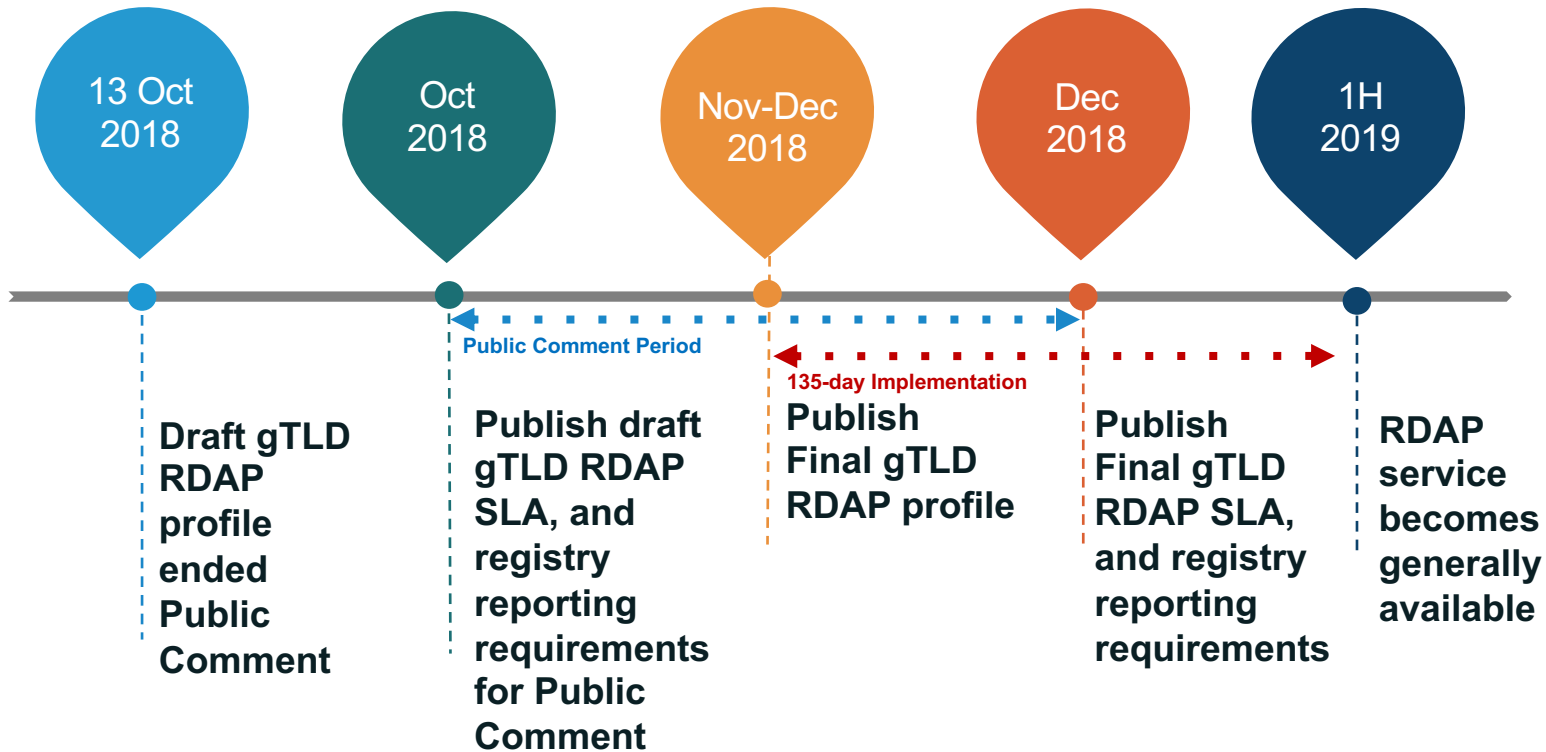 13 Oct
2018
Oct
2018
Nov-Dec
2018
Dec
2018
1H
2019
Public Comment Period
135-day Implementation
Draft gTLD
RDAP
profile
ended
Public
Comment
Publish draft
gTLD RDAP
SLA, and
registry
reporting
requirements
for Public
Comment
Publish
Final gTLD
RDAP profile
Publish
Final gTLD
RDAP SLA,
and registry
reporting
requirements
RDAP
service
becomes
generally
available